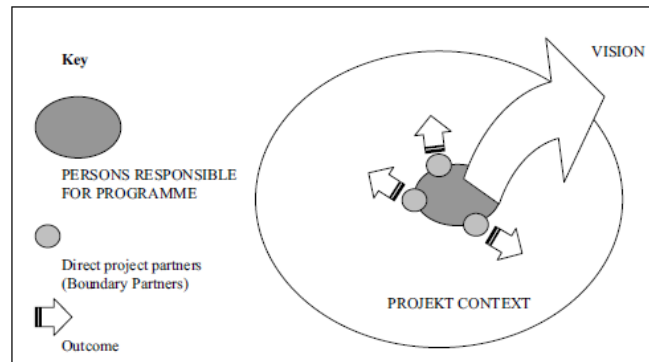 Key
PERSONS RESPONSIBLE
FOR PROGRAMME
Direct project partners
(Boundary Partners)
Outcome
VISION
PROJEKT CONTEXT